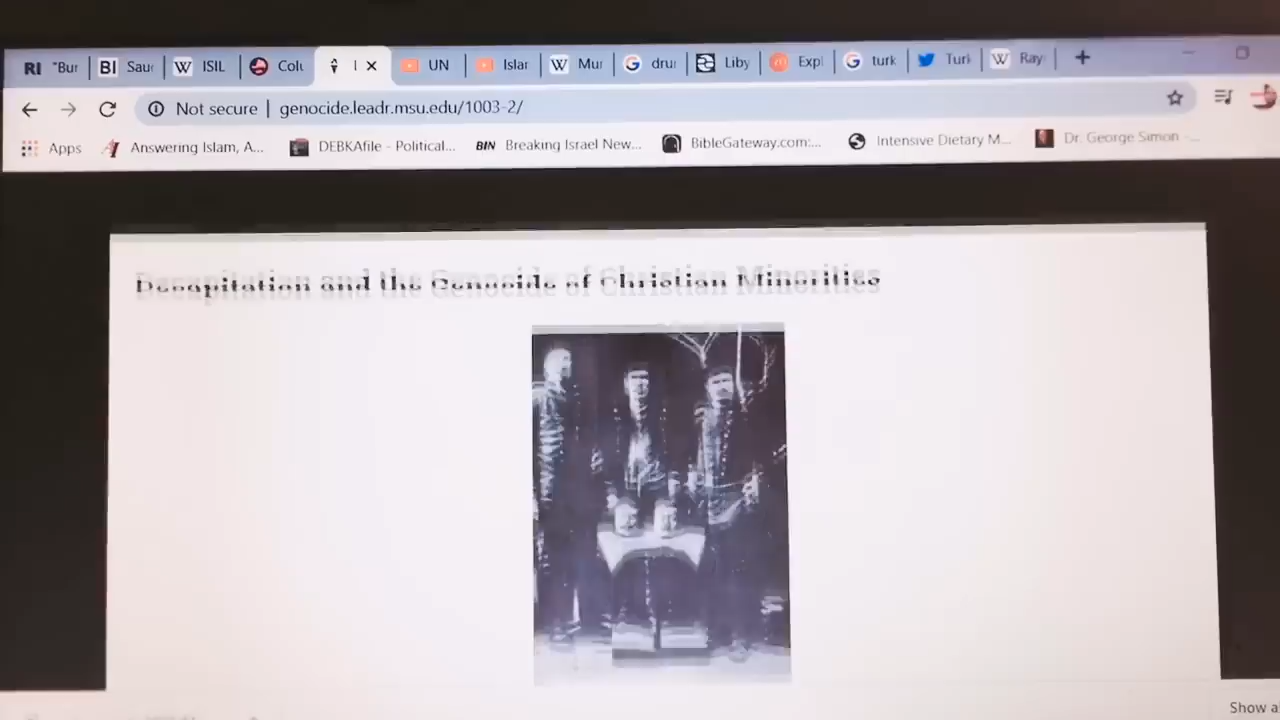 RI "Bur BI Sau W ISIL Colu UN Islar W Mur G drur Liby Expl G turk Turk W Ray
Not secure | genocide.leadr.msu.edu/1003-2/
Apps Answering Islam, A... DEBKAfile - Political... BIN Breaking Israel New... BibleGateway.com:... Intensive Dietary M... Dr. George Simon -...
Decapitation and the Genocide of Christian Minorities
Show a